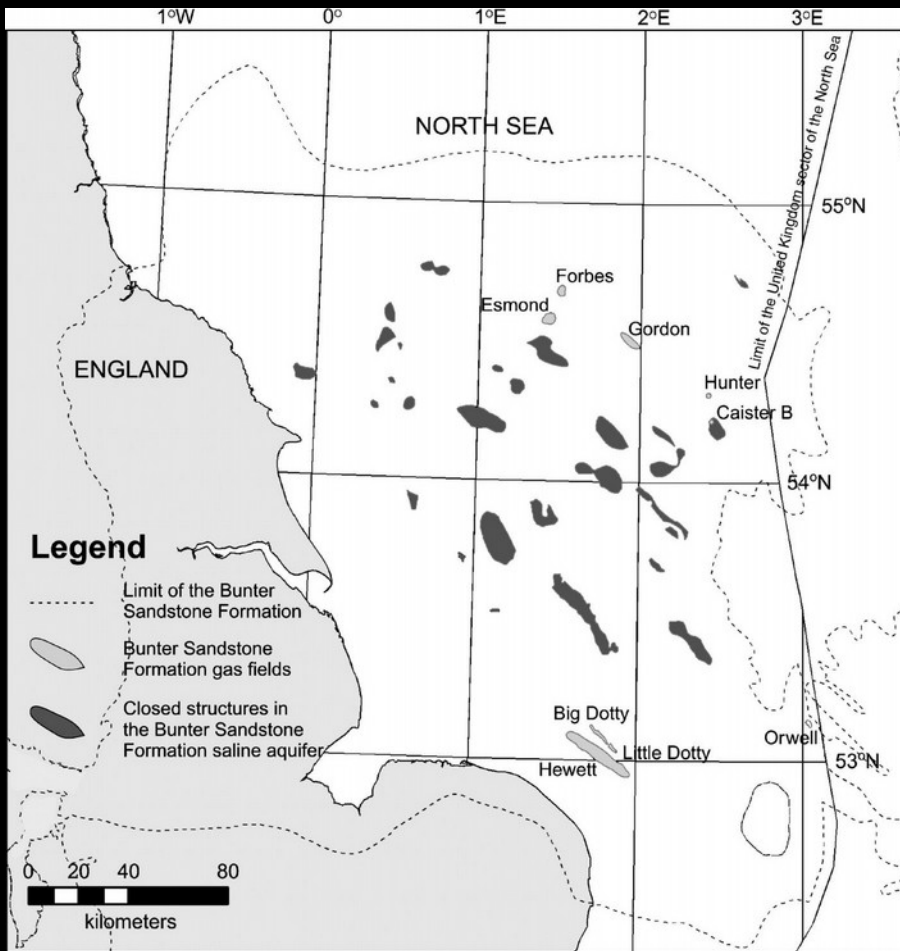 1°W
0°
1°E
2°E
3°E
NORTH SEA
Limit of the United Kingdom sector of the North Sea
55°N
Forbes
Esmond
Gordon
ENGLAND
Hunter
Caister B
54°N
Legend
Limit of the Bunter
Sandstone Formation
Bunter Sandstone
Formation gas fields
Closed structures in
the Bunter Sandstone
Formation saline aquifer
Big Dotty
Orwell
Little Dotty
53°N
Hewett
0 20 40 80
kilometers